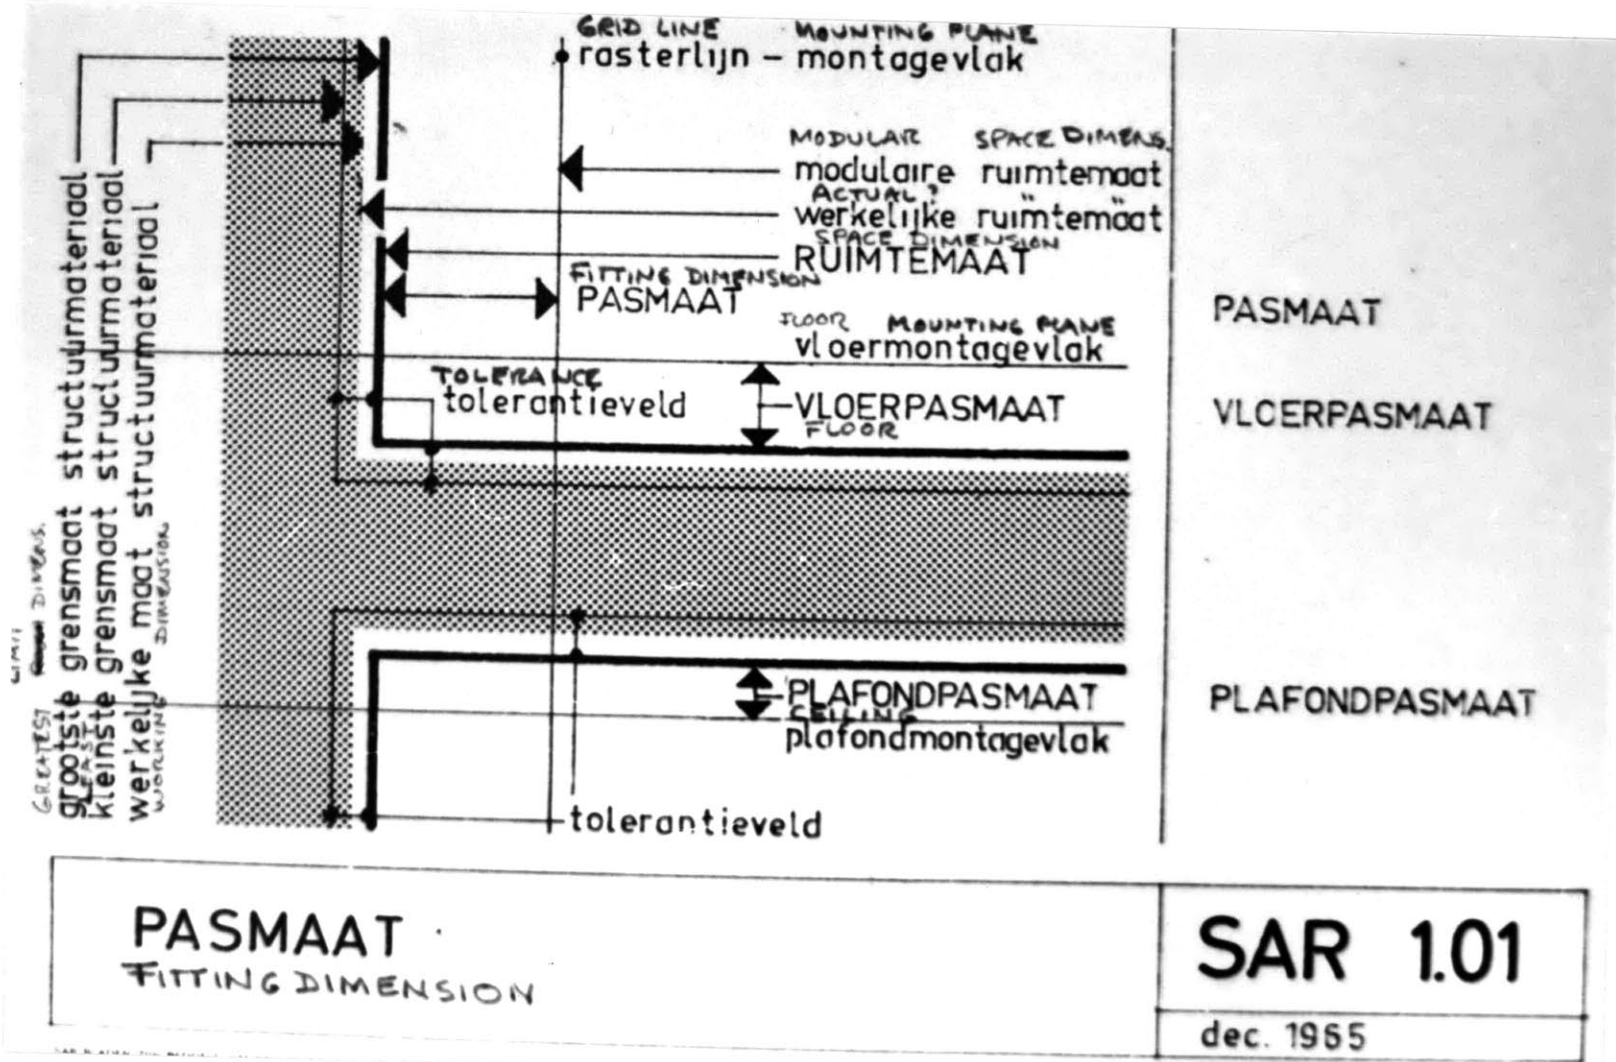 GRID LINE MOUNTING PLANE
rasterlijn – montagevlak
MODULAR SPACE DIMENS.
modulaire ruimtemaat
ACTUAL ? " "
werkelijke ruimtemaat
SPACE DIMENSION
RUIMTEMAAT
FITTING DIMENSION
PASMAAT
FLOOR MOUNTING PLANE
vloermontagevlak
TOLERANCE
tolerantieveld
VLOERPASMAAT
FLOOR
PLAFONDPASMAAT
CEILING
plafondmontagevlak
tolerantieveld
GREATEST LIMIT DIMENS.
grootste grensmaat structuurmateriaal
LEAST
kleinste grensmaat structuurmateriaal
werkelijke maat structuurmateriaal
WORKING DIMENSION
PASMAAT
VLOERPASMAAT
PLAFONDPASMAAT
PASMAAT
FITTING DIMENSION
SAR 1.01
dec. 1965